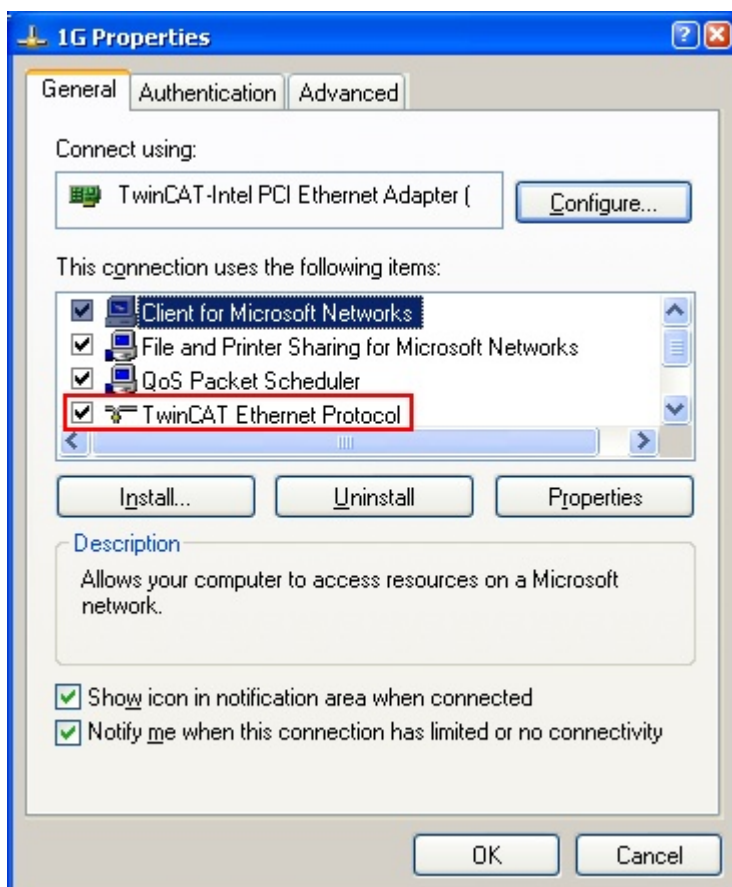 1G Properties
General Authentication Advanced
Connect using:
TwinCAT-Intel PCI Ethernet Adapter (
Configure...
This connection uses the following items:
Client for Microsoft Networks
File and Printer Sharing for Microsoft Networks
QoS Packet Scheduler
TwinCAT Ethernet Protocol
Install... Uninstall Properties
Description
Allows your computer to access resources on a Microsoft
network.
Show icon in notification area when connected
Notify me when this connection has limited or no connectivity
OK Cancel